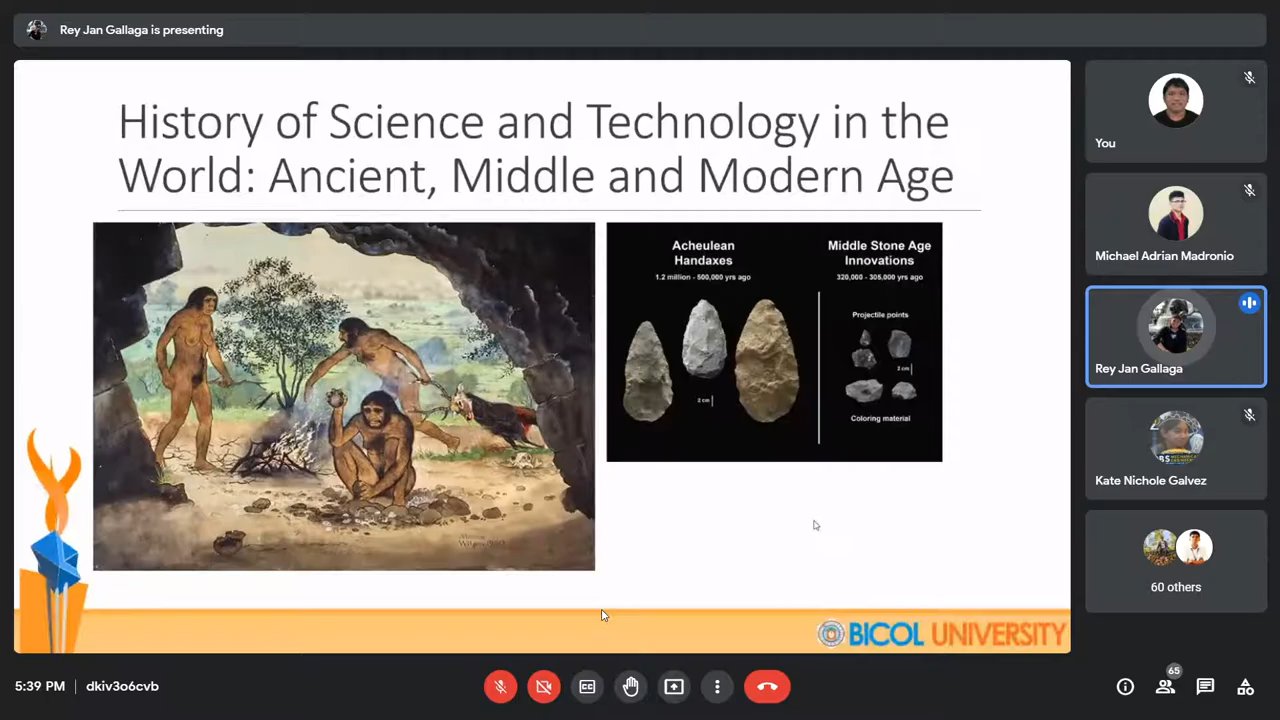 Rey Jan Gallaga is presenting
History of Science and Technology in the
World: Ancient, Middle and Modern Age
Acheulean
Handaxes
1.2 million - 500,000 yrs ago
2 cm
Middle Stone Age
Innovations
320,000 - 305,000 yrs ago
Projectile points
2 cm
Coloring material
BICOL UNIVERSITY
You
Michael Adrian Madronio
Rey Jan Gallaga
Kate Nichole Galvez
60 others
5:39 PM | dkiv3o6cvb
CC
65